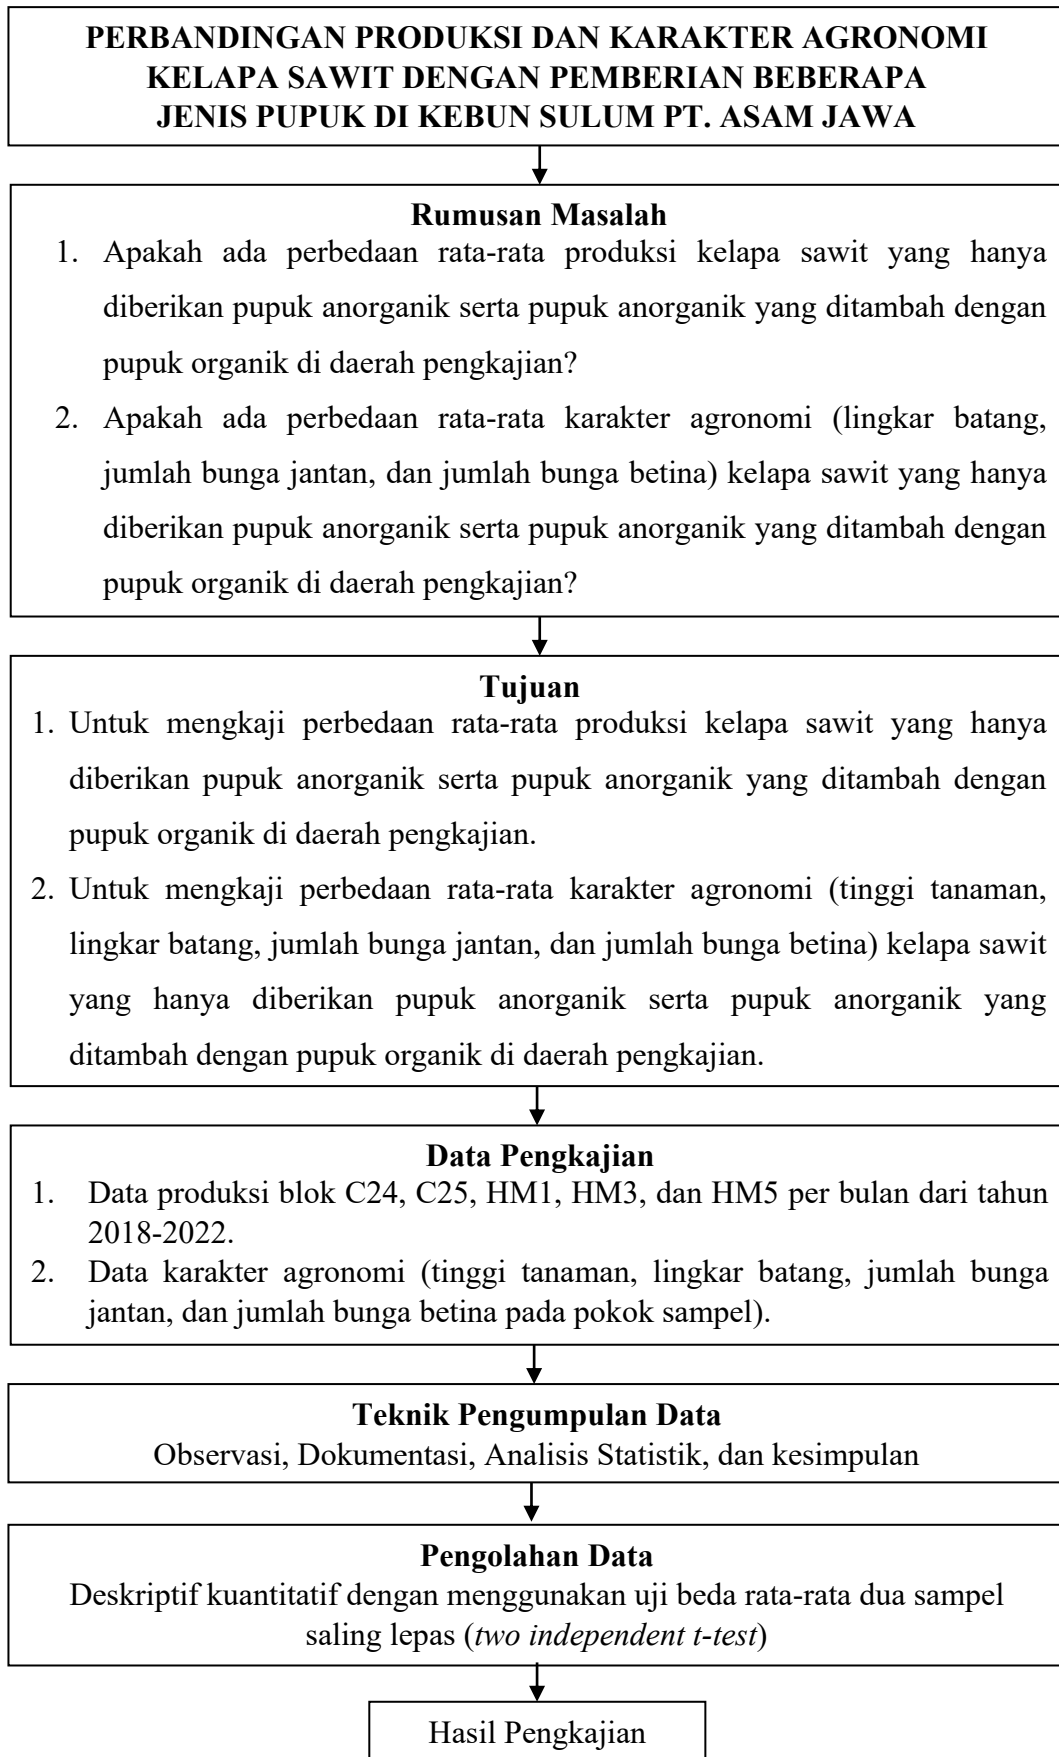 PERBANDINGAN PRODUKSI DAN KARAKTER AGRONOMI
KELAPA SAWIT DENGAN PEMBERIAN BEBERAPA
JENIS PUPUK DI KEBUN SULUM PT. ASAM JAWA
Rumusan Masalah
1. Apakah ada perbedaan rata-rata produksi kelapa sawit yang hanya
diberikan pupuk anorganik serta pupuk anorganik yang ditambah dengan
pupuk organik di daerah pengkajian?
2. Apakah ada perbedaan rata-rata karakter agronomi (lingkar batang,
jumlah bunga jantan, dan jumlah bunga betina) kelapa sawit yang hanya
diberikan pupuk anorganik serta pupuk anorganik yang ditambah dengan
pupuk organik di daerah pengkajian?
Tujuan
1. Untuk mengkaji perbedaan rata-rata produksi kelapa sawit yang hanya
diberikan pupuk anorganik serta pupuk anorganik yang ditambah dengan
pupuk organik di daerah pengkajian.
2. Untuk mengkaji perbedaan rata-rata karakter agronomi (tinggi tanaman,
lingkar batang, jumlah bunga jantan, dan jumlah bunga betina) kelapa sawit
yang hanya diberikan pupuk anorganik serta pupuk anorganik yang
ditambah dengan pupuk organik di daerah pengkajian.
Data Pengkajian
1. Data produksi blok C24, C25, HM1, HM3, dan HM5 per bulan dari tahun
2018-2022.
2. Data karakter agronomi (tinggi tanaman, lingkar batang, jumlah bunga
jantan, dan jumlah bunga betina pada pokok sampel).
Teknik Pengumpulan Data
Observasi, Dokumentasi, Analisis Statistik, dan kesimpulan
Pengolahan Data
Deskriptif kuantitatif dengan menggunakan uji beda rata-rata dua sampel
saling lepas (two independent t-test)
Hasil Pengkajian